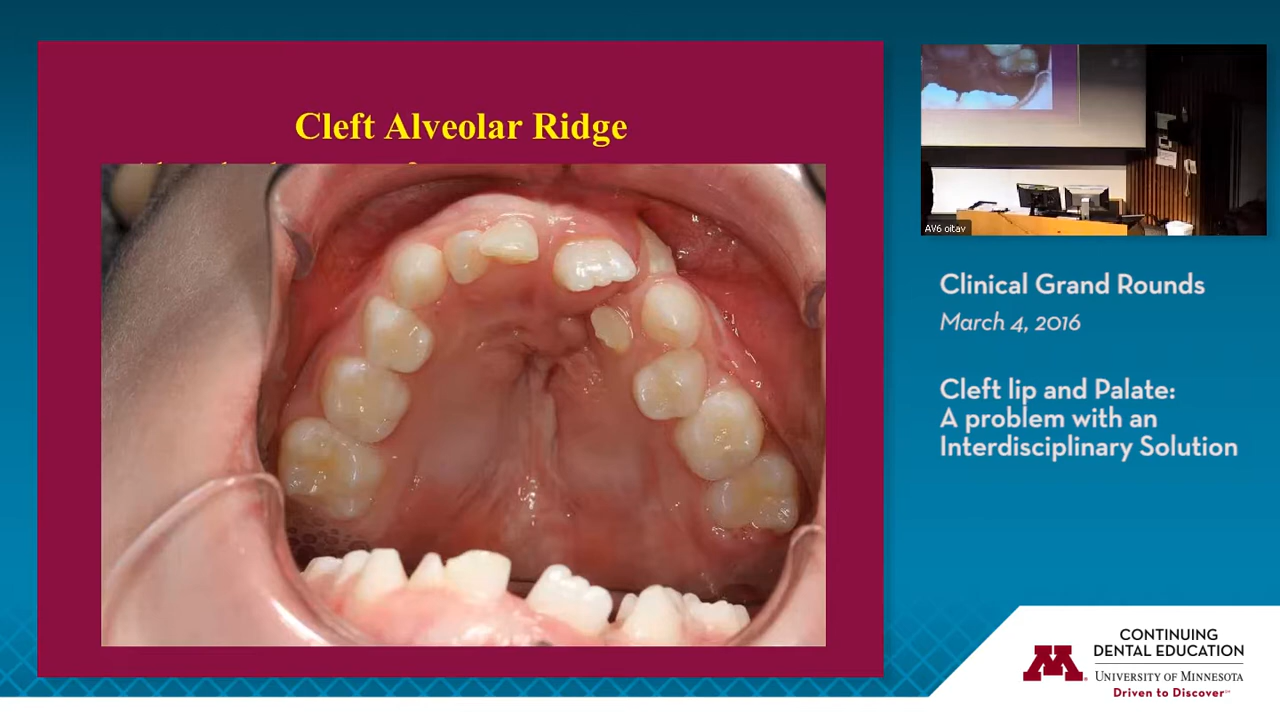 Cleft Alveolar Ridge
AV6 oitav
Clinical Grand Rounds
March 4, 2016
Cleft lip and Palate:
A problem with an
Interdisciplinary Solution
M
CONTINUING
DENTAL EDUCATION
UNIVERSITY OF MINNESOTA
Driven to Discover℠